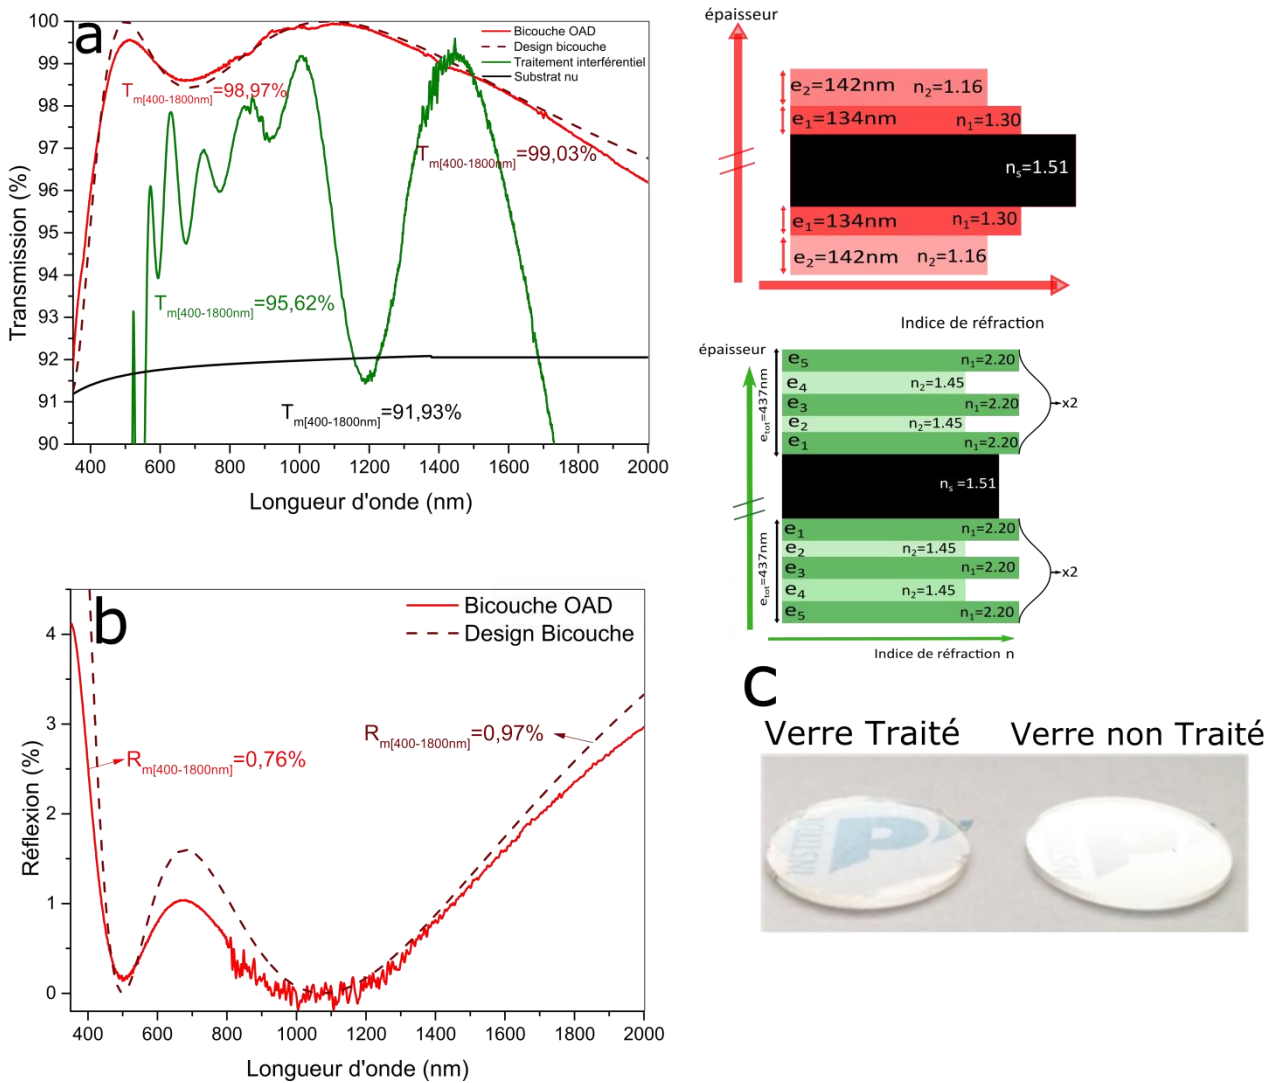 a
Bicouche OAD
Design bicouche
Traitement interférentiel
Substrat nu
Tm[400-1800nm]=98,97%
Tm[400-1800nm]=99,03%
Tm[400-1800nm]=95,62%
Tm[400-1800nm]=91,93%
100
99
98
97
96
95
94
93
92
91
90
Transmission (%)
400 600 800 1000 1200 1400 1600 1800 2000
Longueur d'onde (nm)
épaisseur
e2=142nm n2=1.16
e1=134nm n1=1.30
ns=1.51
e1=134nm n1=1.30
e2=142nm n2=1.16
Indice de réfraction
épaisseur
etot=437nm
e5 n1=2.20
e4 n2=1.45
e3 n1=2.20
e2 n2=1.45
e1 n1=2.20
x2
ns =1.51
etot=437nm
e1 n1=2.20
e2 n2=1.45
e3 n1=2.20
e4 n2=1.45
e5 n1=2.20
x2
Indice de réfraction n
b
Bicouche OAD
Design Bicouche
Rm[400-1800nm]=0,76%
Rm[400-1800nm]=0,97%
4
3
2
1
0
Réflexion (%)
400 600 800 1000 1200 1400 1600 1800 2000
Longueur d'onde (nm)
c
Verre Traité Verre non Traité
INSTITUT P'
INSTITUT P'